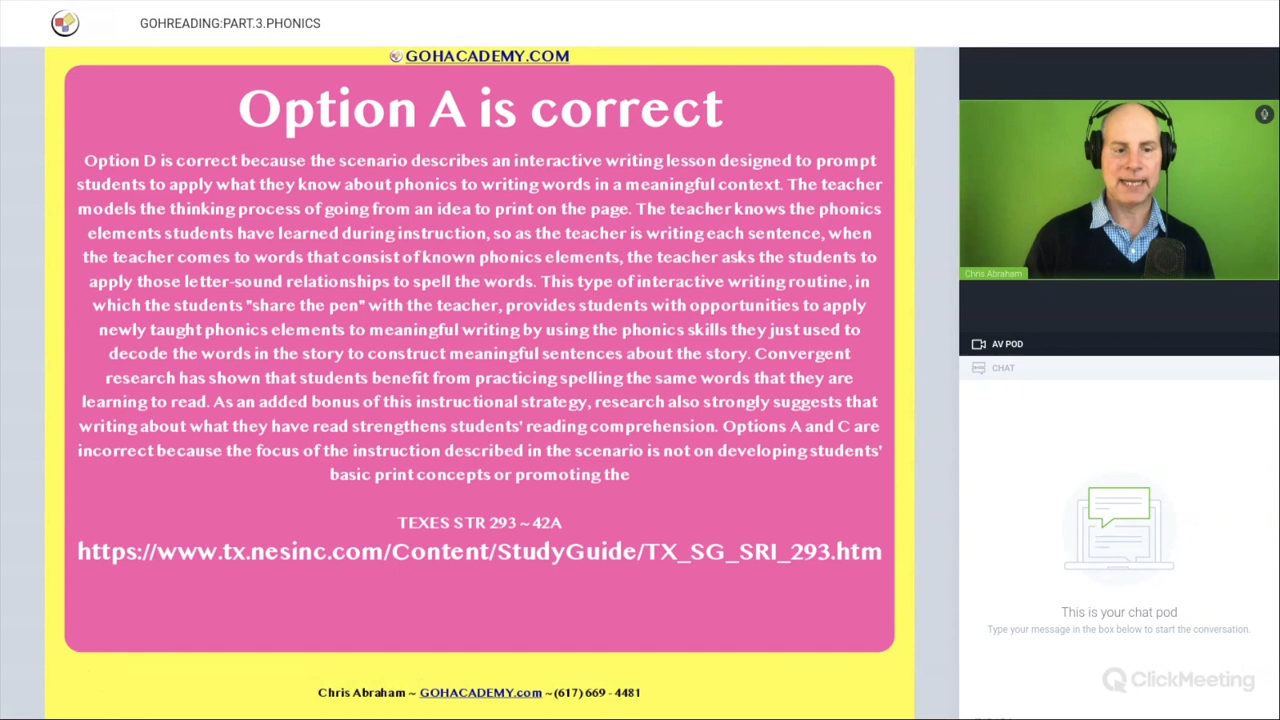 GOHREADING:PART.3.PHONICS
GOHACADEMY.COM
Option A is correct
Option D is correct because the scenario describes an interactive writing lesson designed to prompt
students to apply what they know about phonics to writing words in a meaningful context. The teacher
models the thinking process of going from an idea to print on the page. The teacher knows the phonics
elements students have learned during instruction, so as the teacher is writing each sentence, when
the teacher comes to words that consist of known phonics elements, the teacher asks the students to
apply those letter-sound relationships to spell the words. This type of interactive writing routine, in
which the students "share the pen" with the teacher, provides students with opportunities to apply
newly taught phonics elements to meaningful writing by using the phonics skills they just used to
decode the words in the story to construct meaningful sentences about the story. Convergent
research has shown that students benefit from practicing spelling the same words that they are
learning to read. As an added bonus of this instructional strategy, research also strongly suggests that
writing about what they have read strengthens students' reading comprehension. Options A and C are
incorrect because the focus of the instruction described in the scenario is not on developing students'
basic print concepts or promoting the
TEXES STR 293 ~ 42A
https://www.tx.nesinc.com/Content/StudyGuide/TX_SG_SRI_293.htm
Chris Abraham ~ GOHACADEMY.com ~(617) 669 - 4481
Chris Abraham
AV POD
CHAT
This is your chat pod
Type your message in the box below to start the conversation.
ClickMeeting